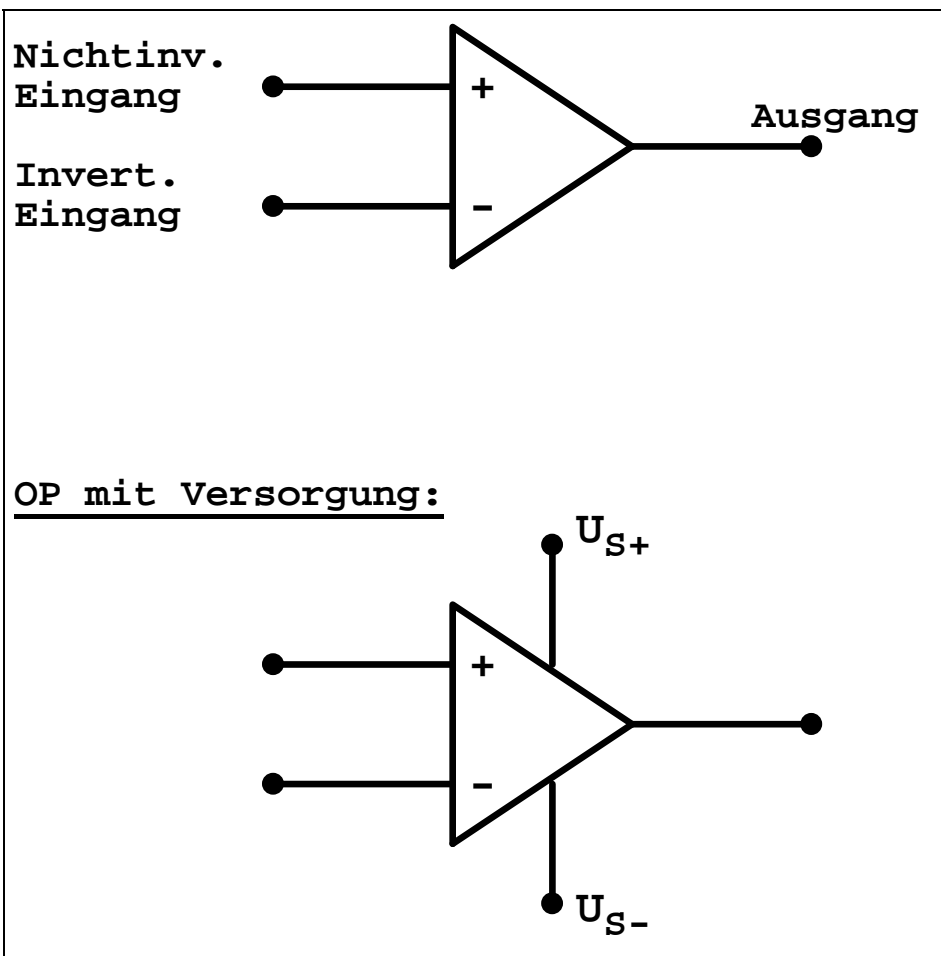 Nichtinv.
Eingang
+
Ausgang
Invert.
Eingang
-
OP mit Versorgung:
US+
+
-
US-